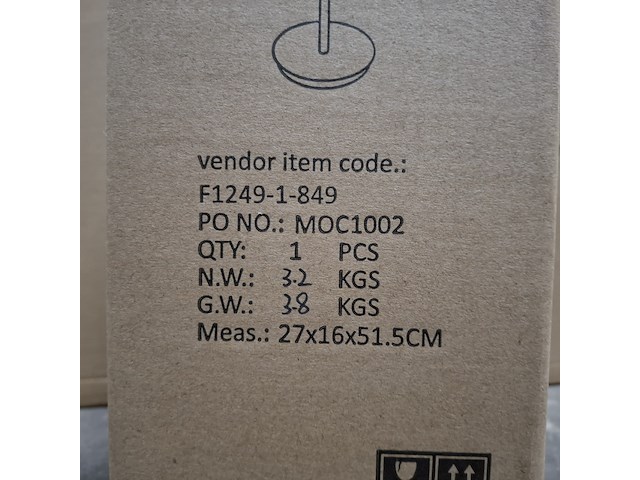 vendor item code.:
F1249-1-849
PO NO.: MOC1002
QTY: 1 PCS
N.W.: 3.2 KGS
G.W.: 3.8 KGS
Meas.: 27x16x51.5CM